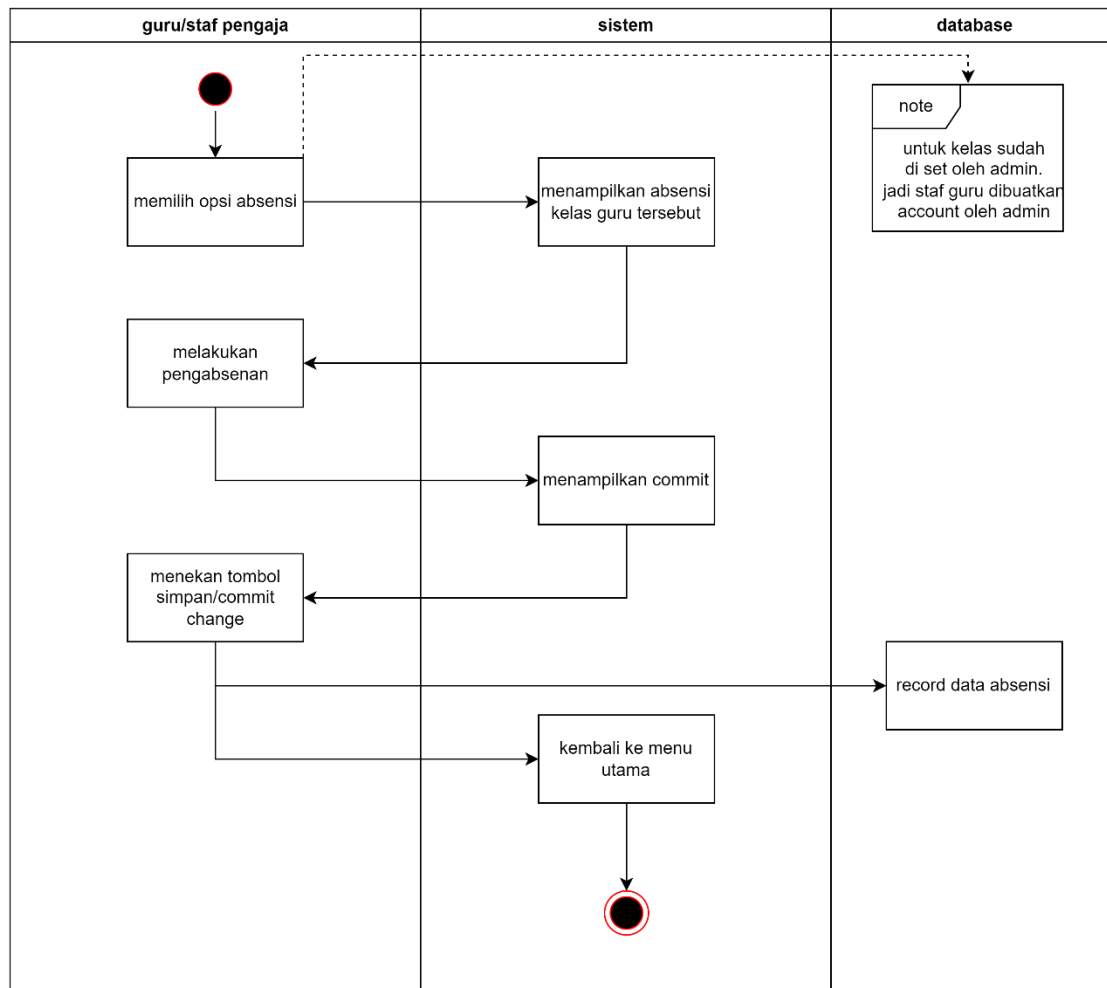 guru/staf pengaja
sistem
database
note
untuk kelas sudah
di set oleh admin.
jadi staf guru dibuatkan
account oleh admin
memilih opsi absensi
menampilkan absensi
kelas guru tersebut
melakukan
pengabsenan
menampilkan commit
menekan tombol
simpan/commit
change
record data absensi
kembali ke menu
utama